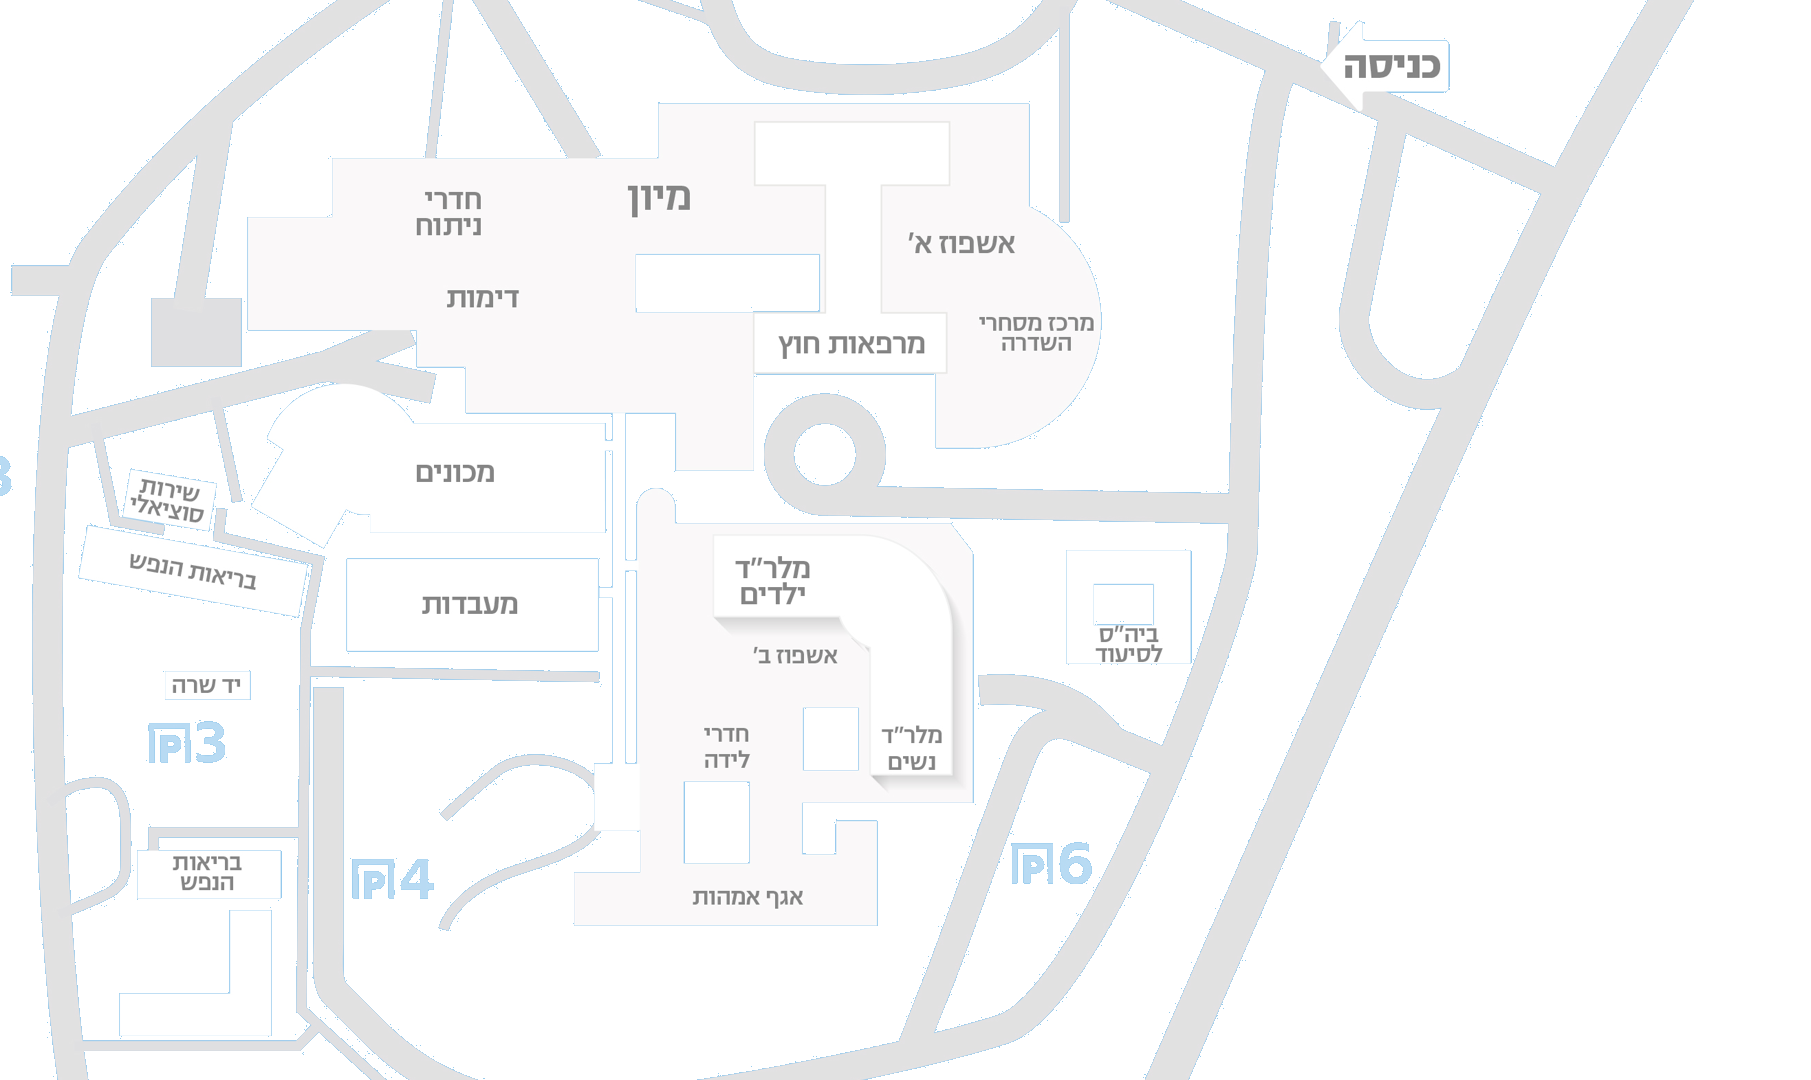 כניסה
חדרי
ניתוח
מיון
אשפוז א'
דימות
מרכז מסחרי
השדרה
מרפאות חוץ
מכונים
שירות
סוציאלי
בריאות הנפש
מלר"ד
ילדים
מעבדות
ביה"ס
לסיעוד
אשפוז ב'
יד שרה
P3
חדרי
לידה
מלר"ד
נשים
בריאות
הנפש
P4
P6
אגף אמהות